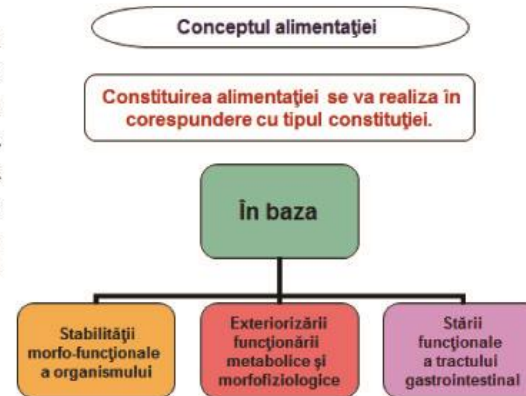 Conceptul alimentaţiei
Constituirea alimentaţiei se va realiza în
corespundere cu tipul constituţiei.
În baza
Stabilităţii
morfo-funcţionale
a organismului
Exteriorizării
funcţionării
metabolice şi
morfofiziologice
Stării
funcţionale
a tractului
gastrointestinal